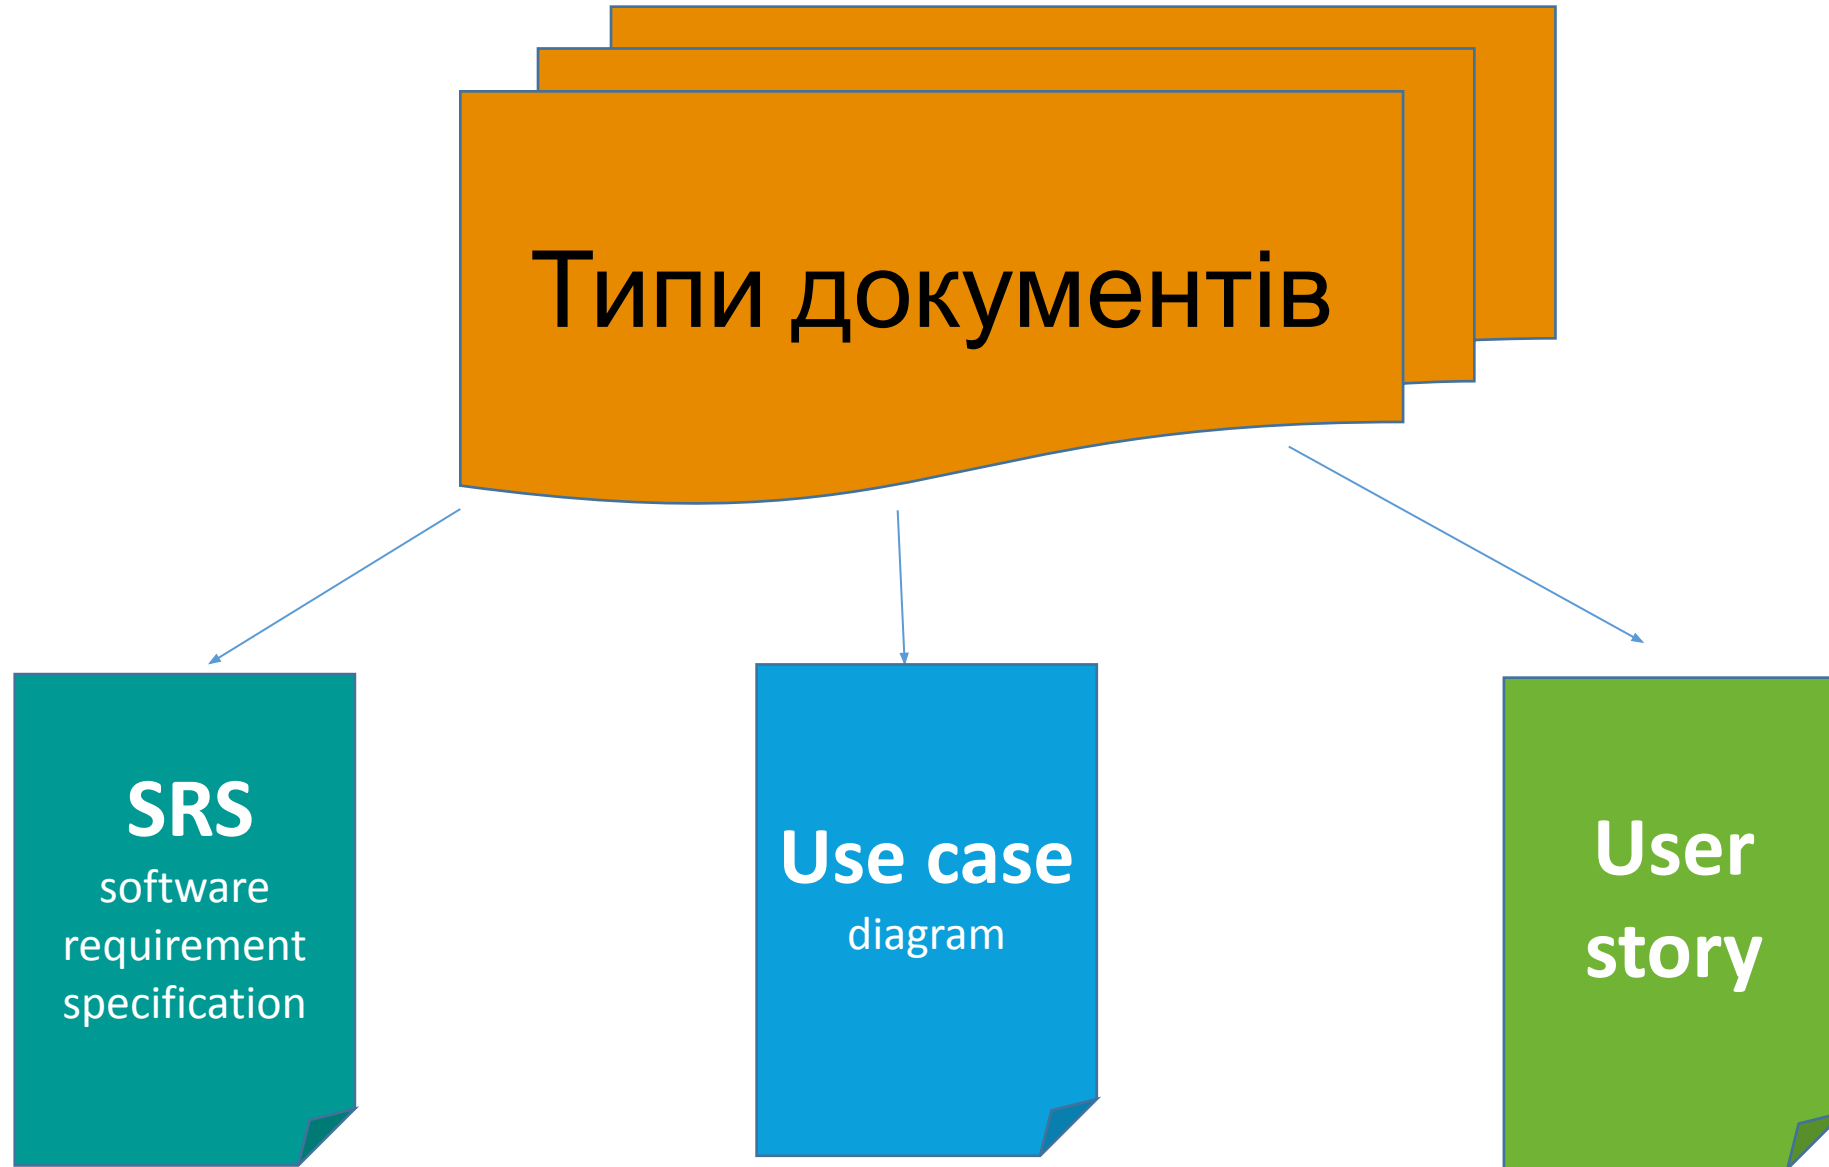 Типи документів
SRS
software
requirement
specification
Use case
diagram
User
story